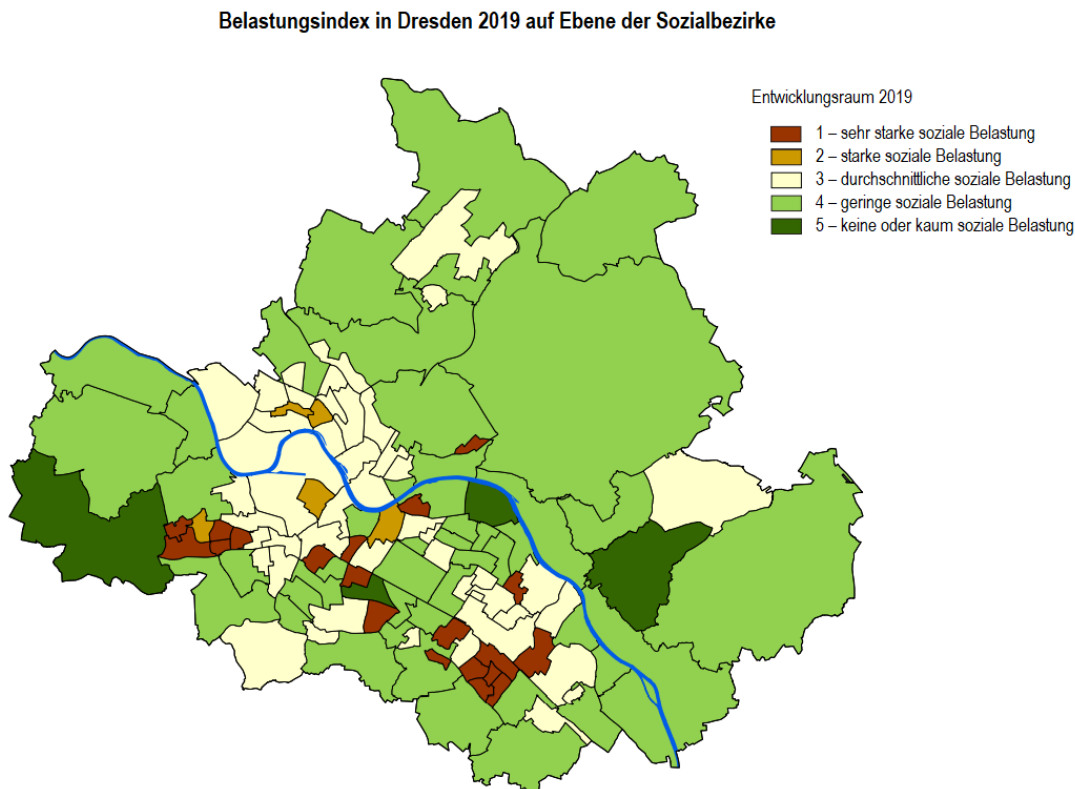 Belastungsindex in Dresden 2019 auf Ebene der Sozialbezirke
Entwicklungsraum 2019
1 – sehr starke soziale Belastung
2 – starke soziale Belastung
3 – durchschnittliche soziale Belastung
4 – geringe soziale Belastung
5 – keine oder kaum soziale Belastung